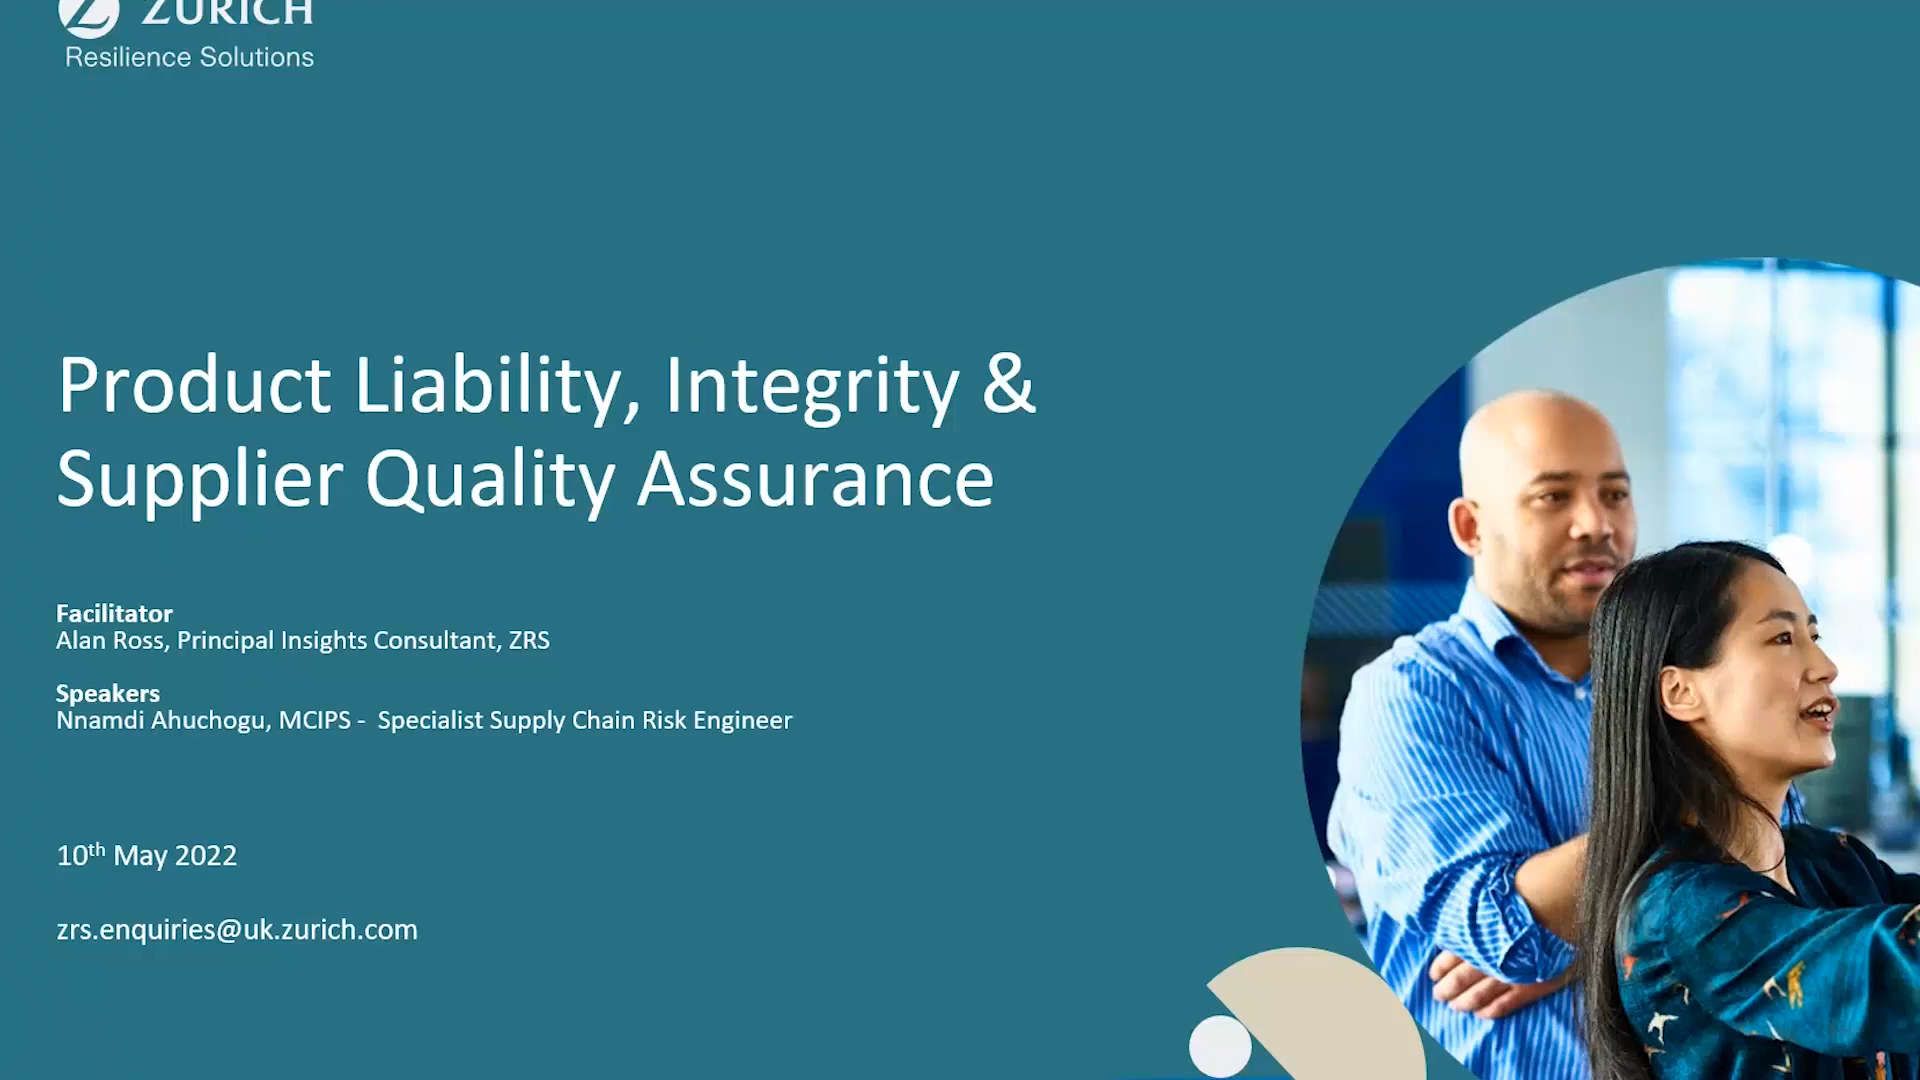 ZURICH
Resilience Solutions
Product Liability, Integrity &
Supplier Quality Assurance
Facilitator
Alan Ross, Principal Insights Consultant, ZRS
Speakers
Nnamdi Ahuchogu, MCIPS - Specialist Supply Chain Risk Engineer
10th May 2022
zrs.enquiries@uk.zurich.com